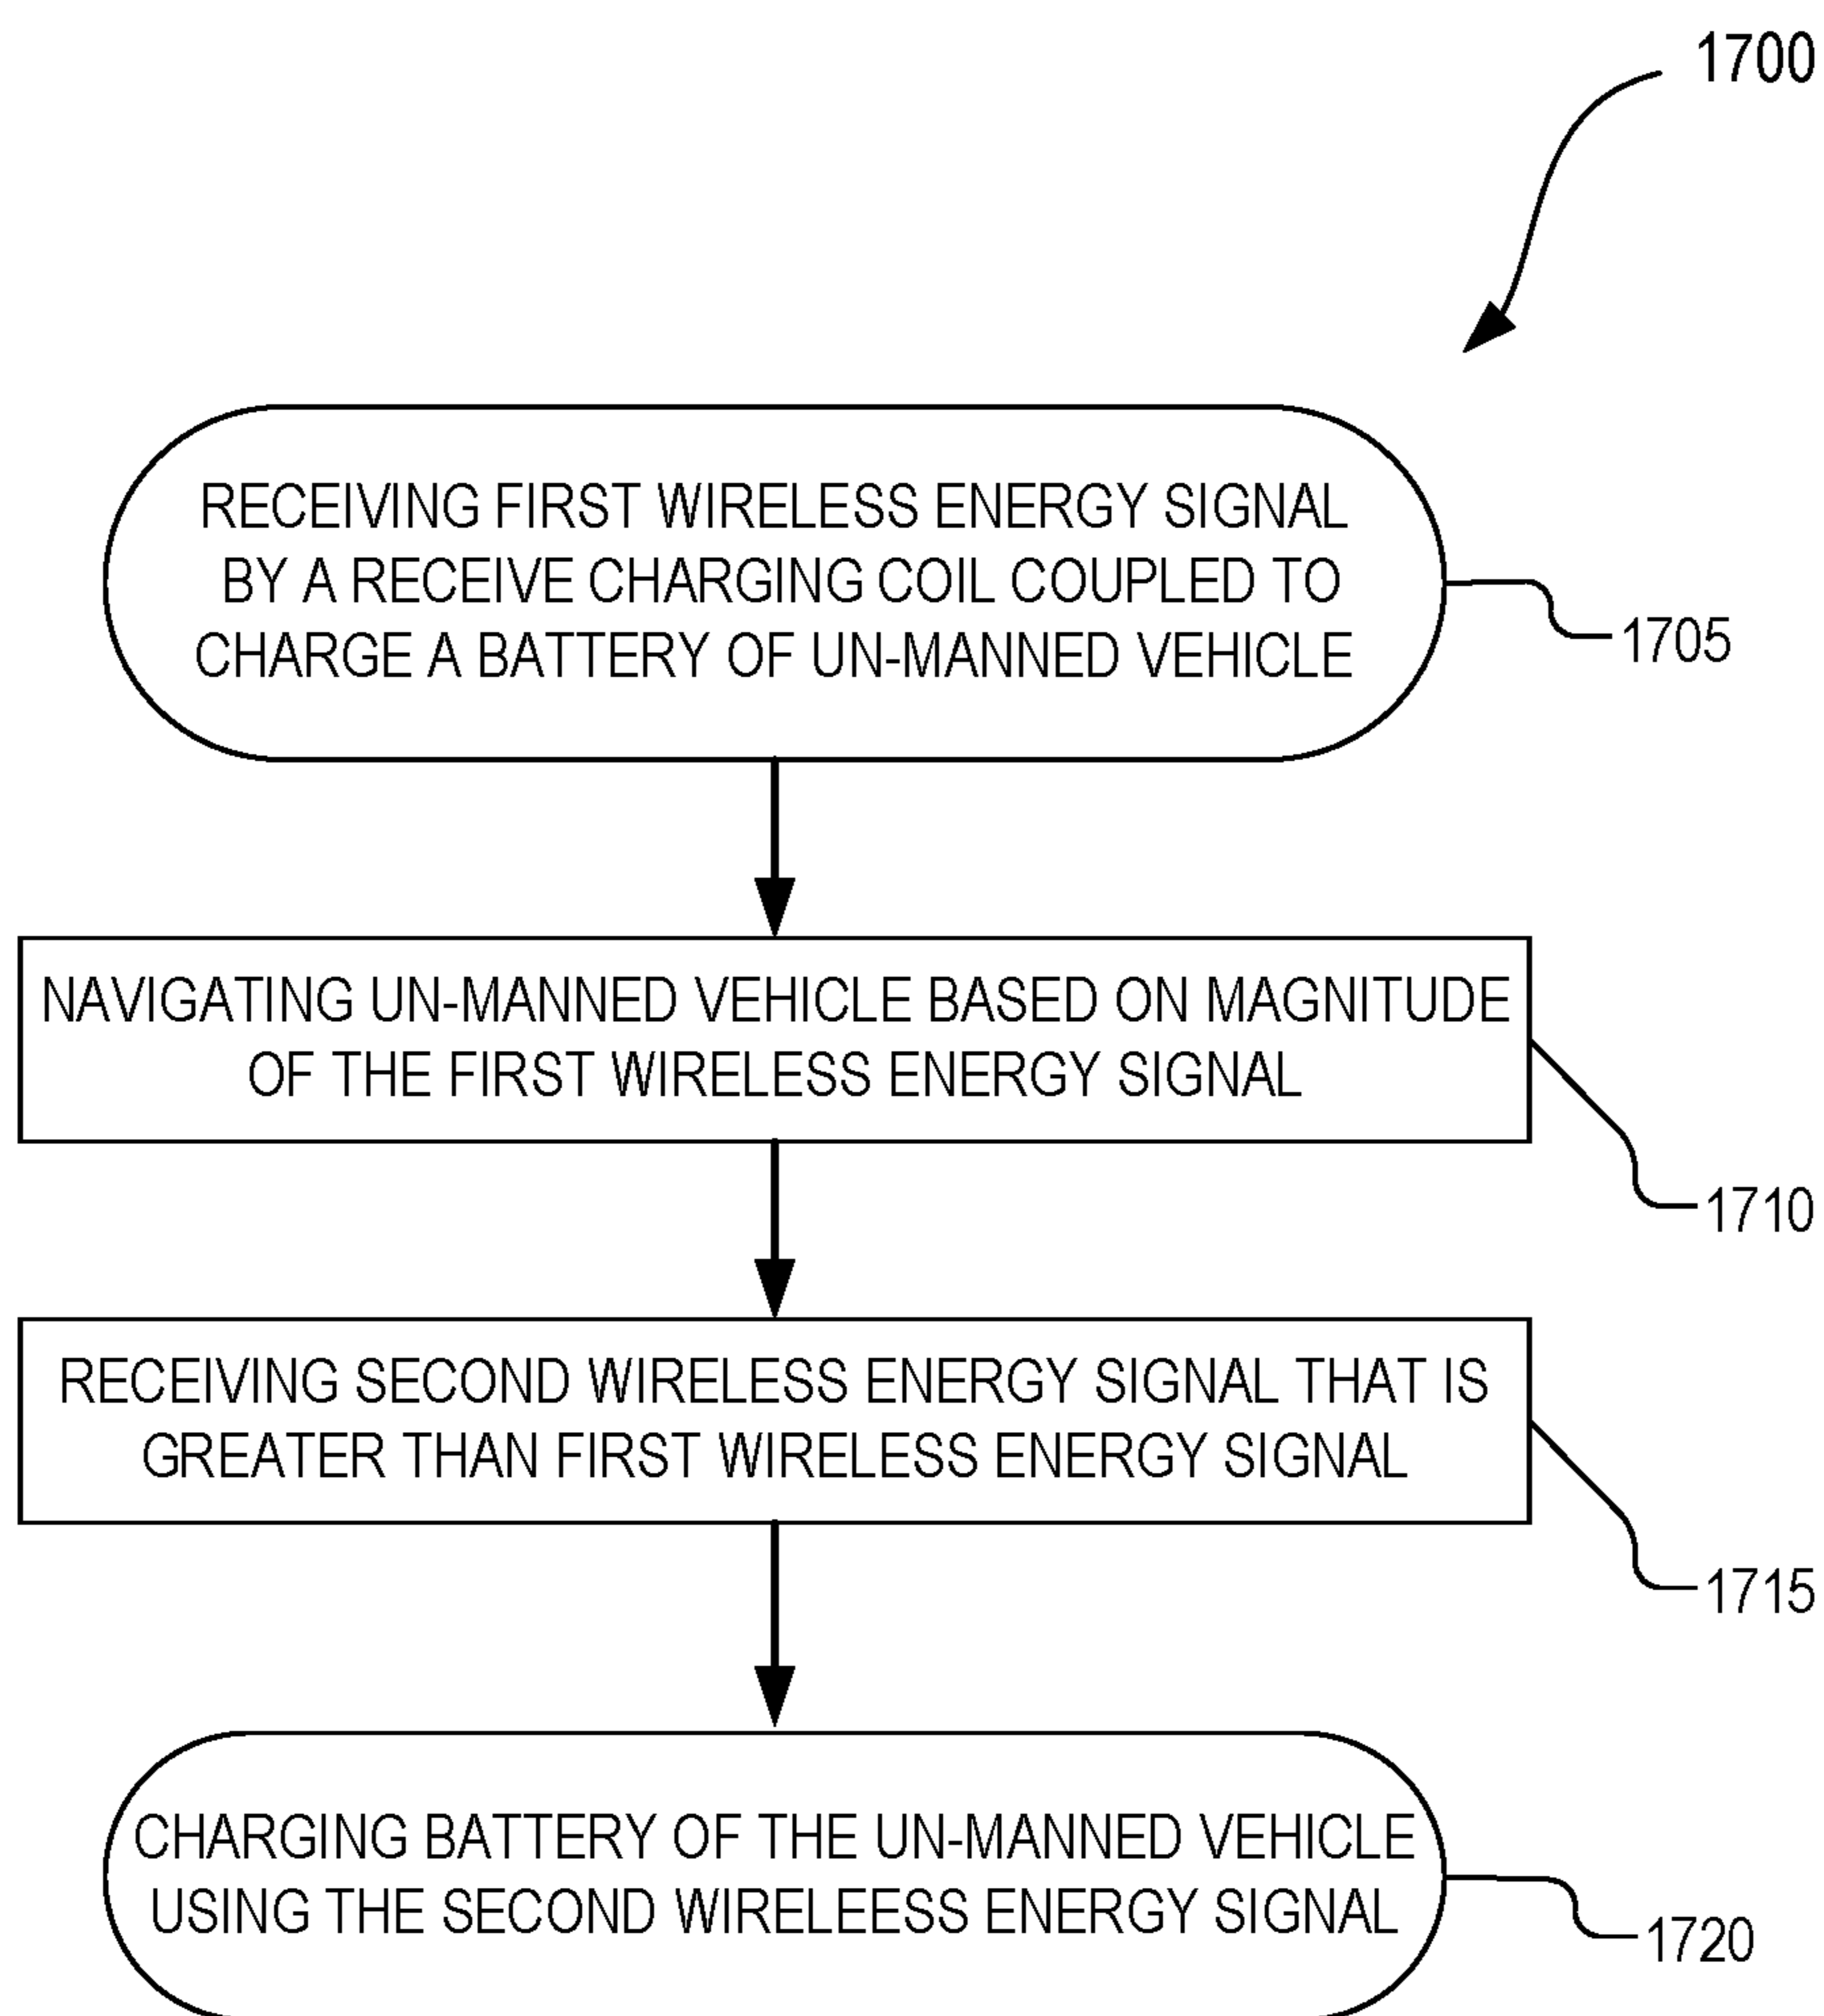 1700
RECEIVING FIRST WIRELESS ENERGY SIGNAL
BY A RECEIVE CHARGING COIL COUPLED TO
CHARGE A BATTERY OF UN-MANNED VEHICLE
1705
NAVIGATING UN-MANNED VEHICLE BASED ON MAGNITUDE
OF THE FIRST WIRELESS ENERGY SIGNAL
1710
RECEIVING SECOND WIRELESS ENERGY SIGNAL THAT IS
GREATER THAN FIRST WIRELESS ENERGY SIGNAL
1715
CHARGING BATTERY OF THE UN-MANNED VEHICLE
USING THE SECOND WIRELEESS ENERGY SIGNAL
1720